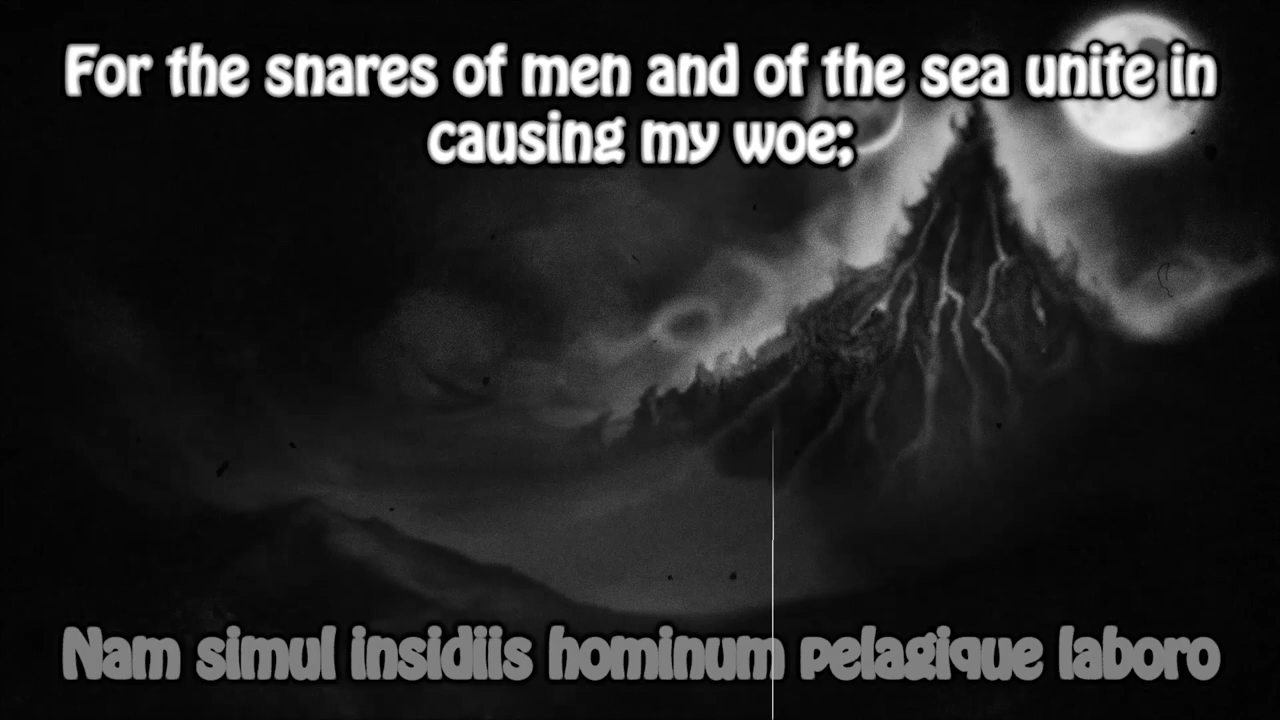 For the snares of men and of the sea unite in
causing my woe;
Nam simul insidiis hominum pelagique laboro